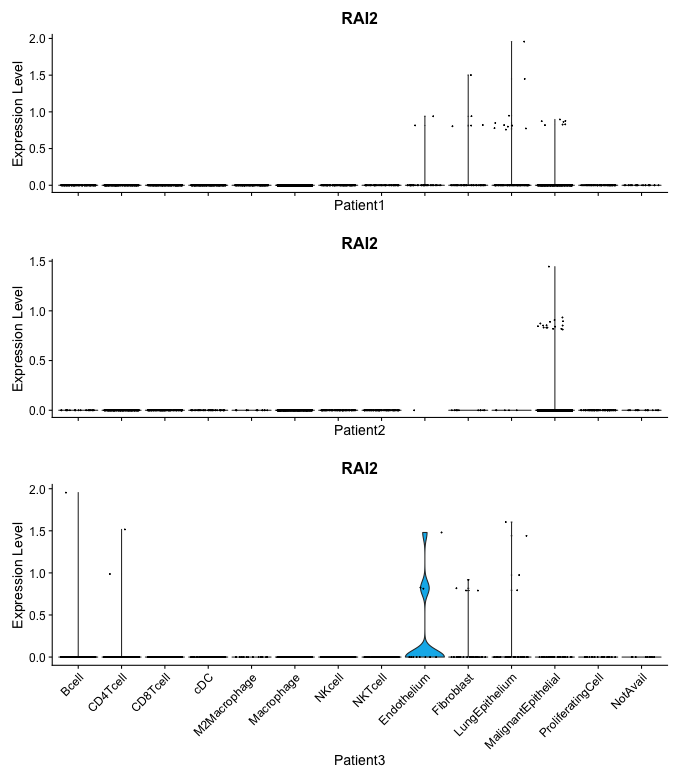 RAI2
Expression Level
2.0
1.5
1.0
0.5
0.0
Patient1
RAI2
Expression Level
1.5
1.0
0.5
0.0
Patient2
RAI2
Expression Level
2.0
1.5
1.0
0.5
0.0
Bcell
CD4Tcell
CD8Tcell
cDC
M2Macrophage
Macrophage
NKcell
NKTcell
Endothelium
Fibroblast
LungEpithelium
MalignantEpithelial
ProliferatingCell
NotAvail
Patient3